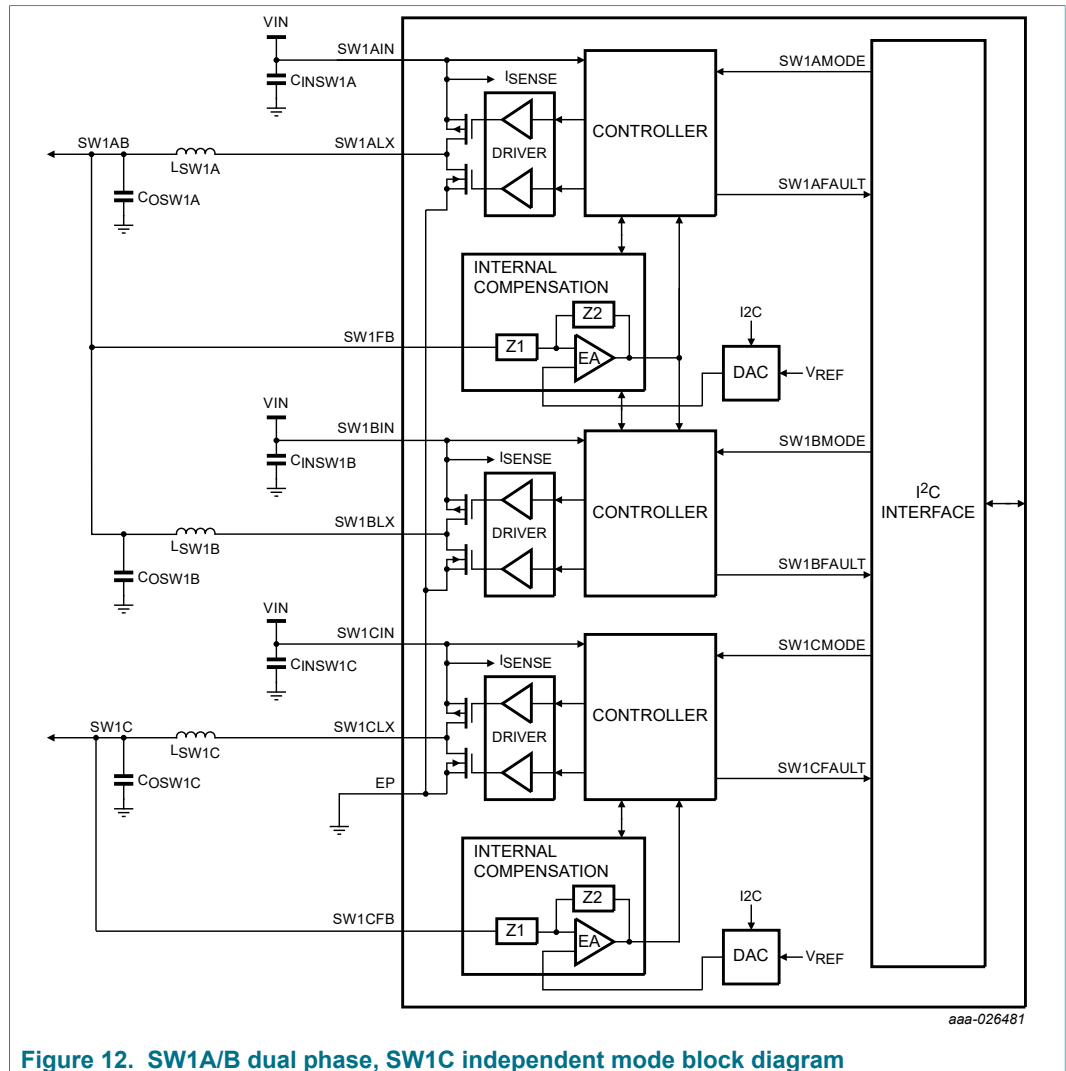 VIN
SW1AIN
CINSW1A
ISENSE
SW1AMODE
CONTROLLER
SW1AB
SW1ALX
DRIVER
LSW1A
COSW1A
SW1AFAULT
INTERNAL
COMPENSATION
Z2
I2C
SW1FB
Z1
EA
DAC
VREF
VIN
SW1BIN
CINSW1B
ISENSE
SW1BMODE
I2C
INTERFACE
CONTROLLER
SW1BLX
DRIVER
LSW1B
COSW1B
SW1BFAULT
VIN
SW1CIN
CINSW1C
ISENSE
SW1CMODE
CONTROLLER
SW1C
SW1CLX
DRIVER
LSW1C
COSW1C
SW1CFAULT
EP
INTERNAL
COMPENSATION
Z2
I2C
SW1CFB
Z1
EA
DAC
VREF
aaa-026481
Figure 12. SW1A/B dual phase, SW1C independent mode block diagram